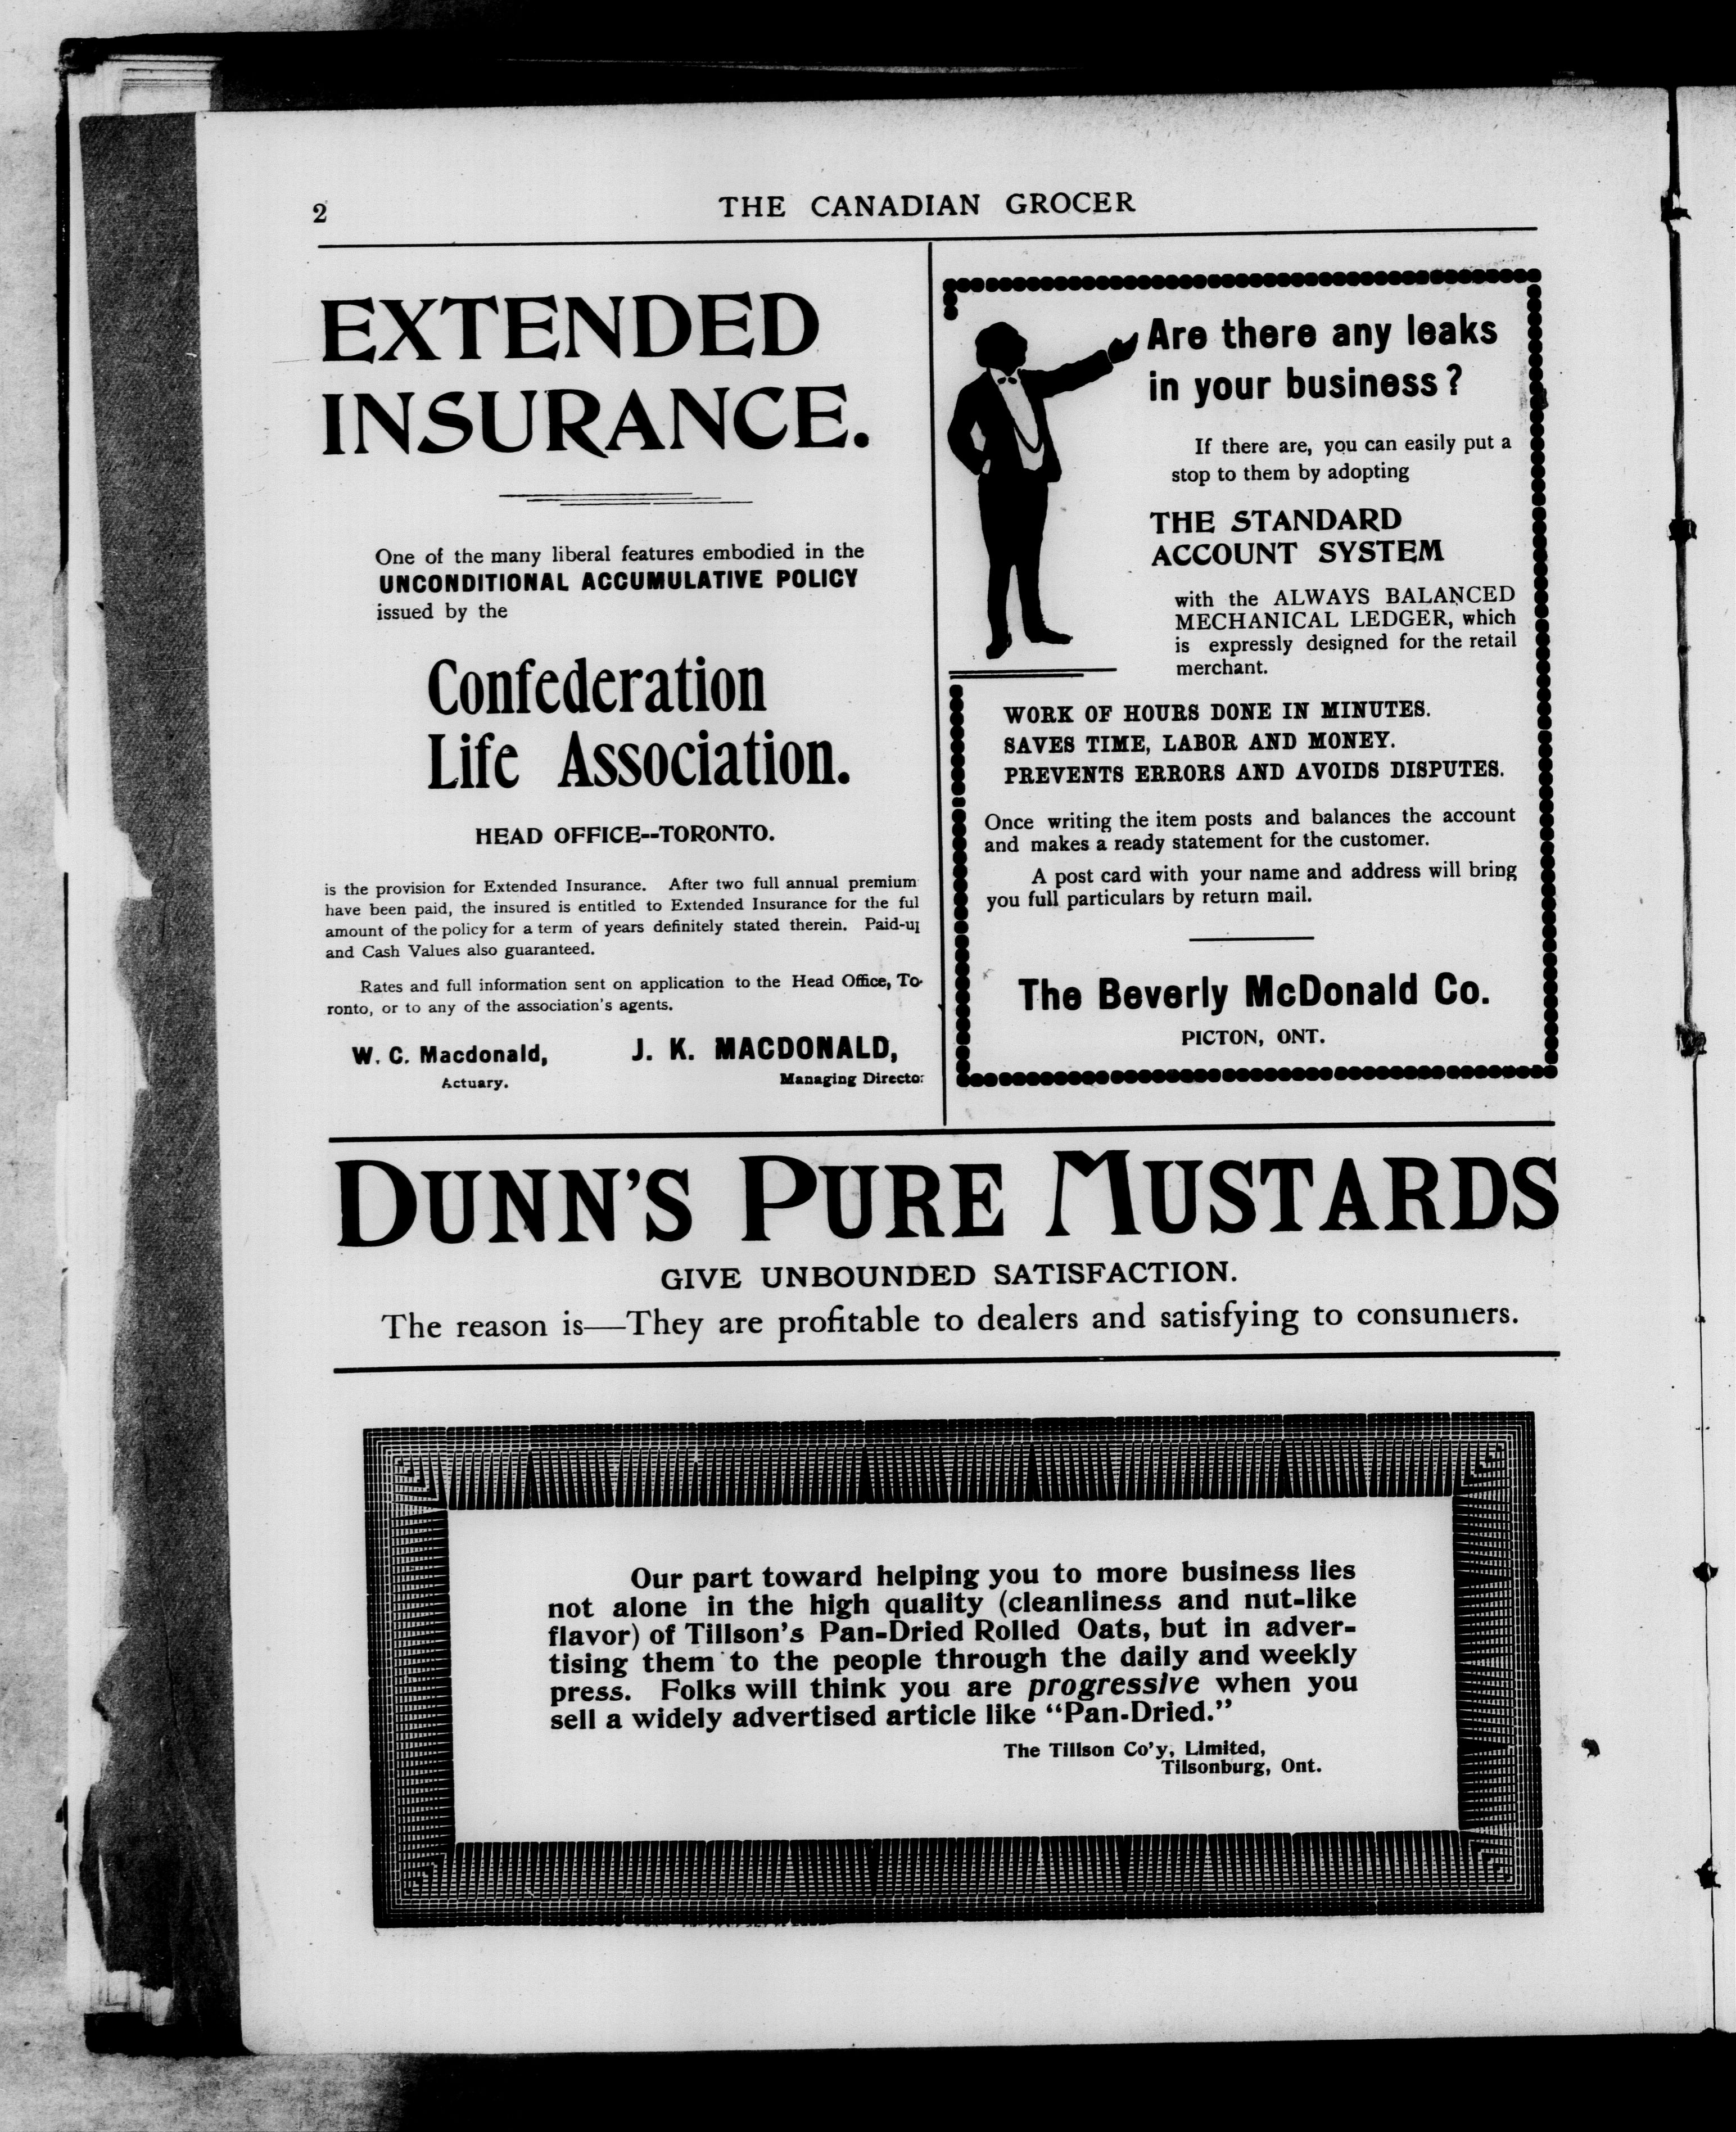 2
THE CANADIAN GROCER
EXTENDED
INSURANCE.
One of the many liberal features embodied in the
UNCONDITIONAL ACCUMULATIVE POLICY
issued by the
Confederation
Life Association.
HEAD OFFICE--TORONTO.
is the provision for Extended Insurance. After two full annual premium
have been paid, the insured is entitled to Extended Insurance for the ful
amount of the policy for a term of years definitely stated therein. Paid-up
and Cash Values also guaranteed.
Rates and full information sent on application to the Head Office, To-
ronto, or to any of the association's agents.
W. C. Macdonald,
Actuary.
J. K. MACDONALD,
Managing Director
Are there any leaks
in your business?
If there are, you can easily put a
stop to them by adopting
THE STANDARD
ACCOUNT SYSTEM
with the ALWAYS BALANCED
MECHANICAL LEDGER, which
is expressly designed for the retail
merchant.
WORK OF HOURS DONE IN MINUTES.
SAVES TIME, LABOR AND MONEY.
PREVENTS ERRORS AND AVOIDS DISPUTES.
Once writing the item posts and balances the account
and makes a ready statement for the customer.
A post card with your name and address will bring
you full particulars by return mail.
The Beverly McDonald Co.
PICTON, ONT.
DUNN'S PURE MUSTARDS
GIVE UNBOUNDED SATISFACTION.
The reason is—They are profitable to dealers and satisfying to consumers.
Our part toward helping you to more business lies
not alone in the high quality (cleanliness and nut-like
flavor) of Tillson's Pan-Dried Rolled Oats, but in adver-
tising them to the people through the daily and weekly
press. Folks will think you are progressive when you
sell a widely advertised article like "Pan-Dried."
The Tillson Co'y, Limited,
Tilsonburg, Ont.